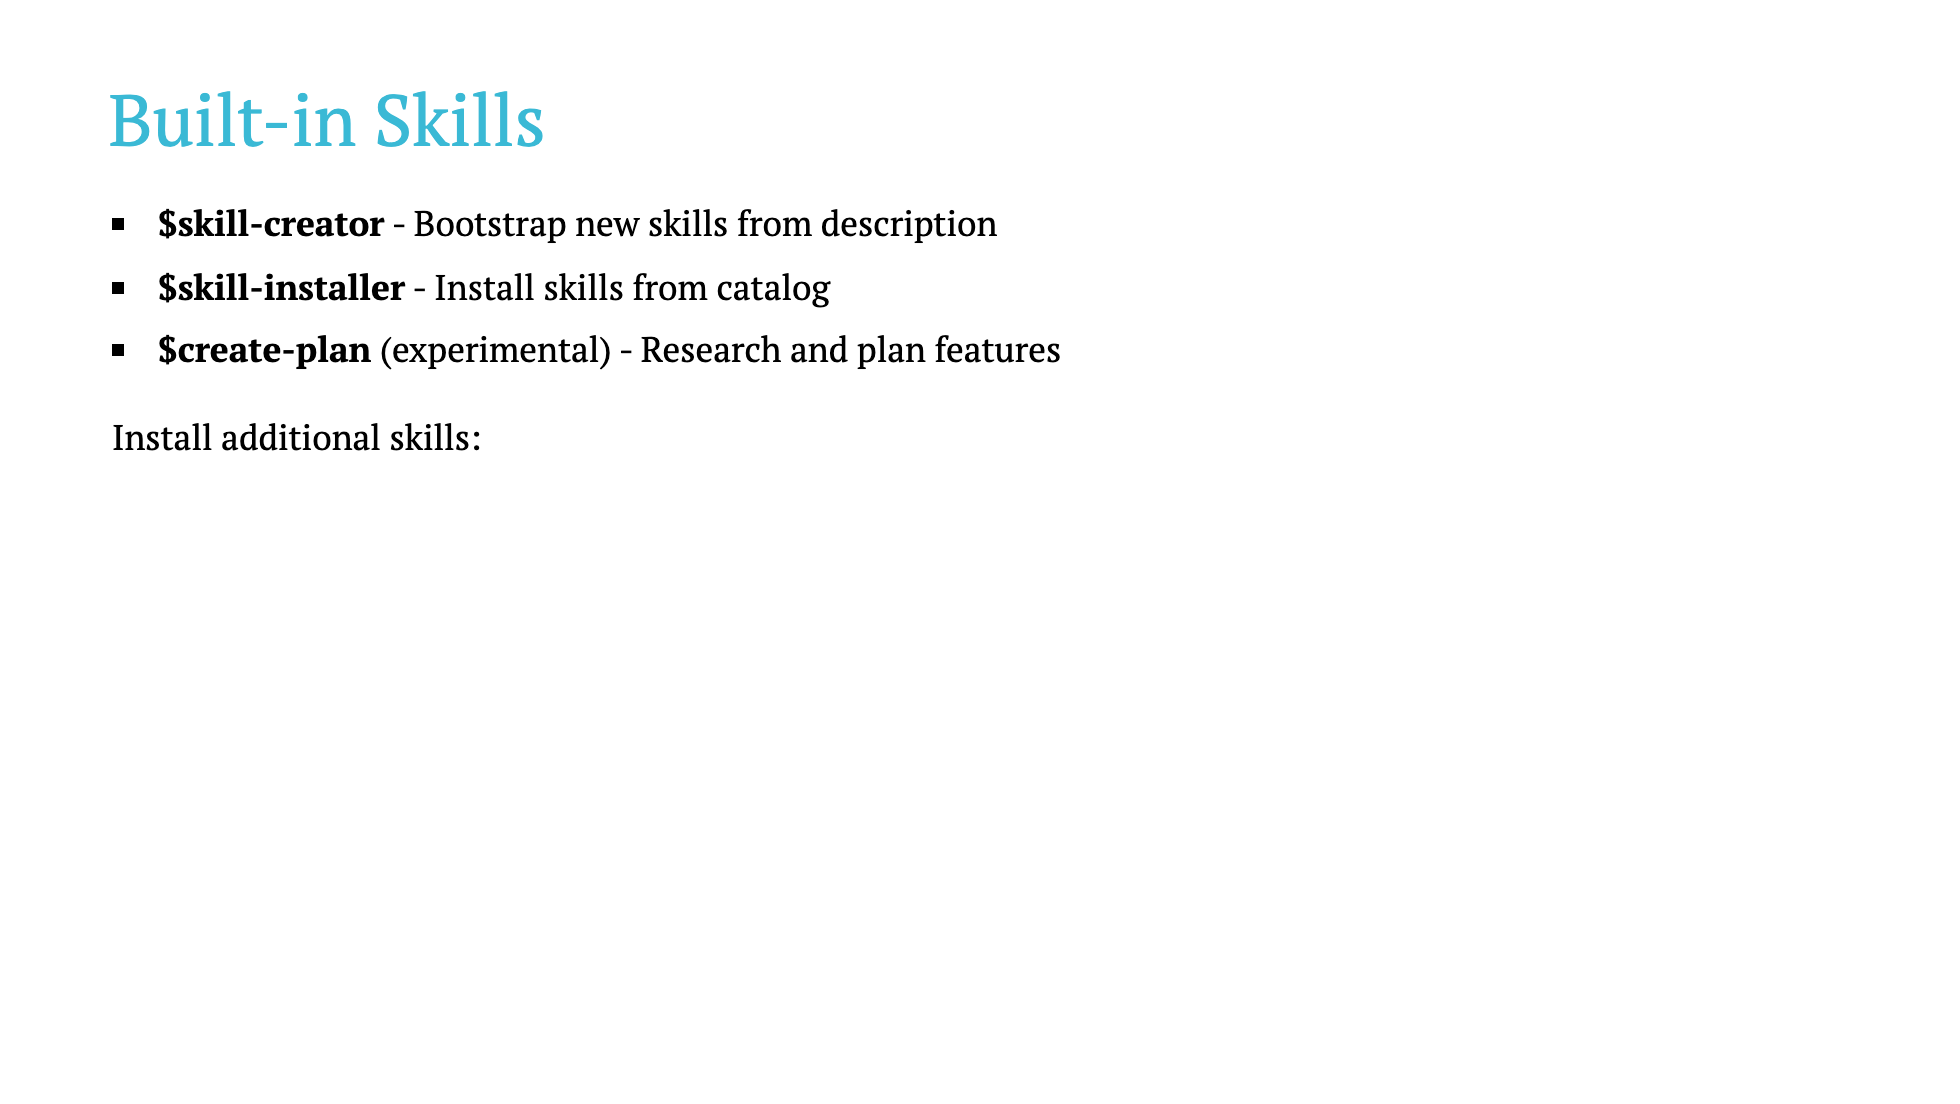 Built-in Skills
▪ $skill-creator - Bootstrap new skills from description
▪ $skill-installer - Install skills from catalog
▪ $create-plan (experimental) - Research and plan features
Install additional skills: